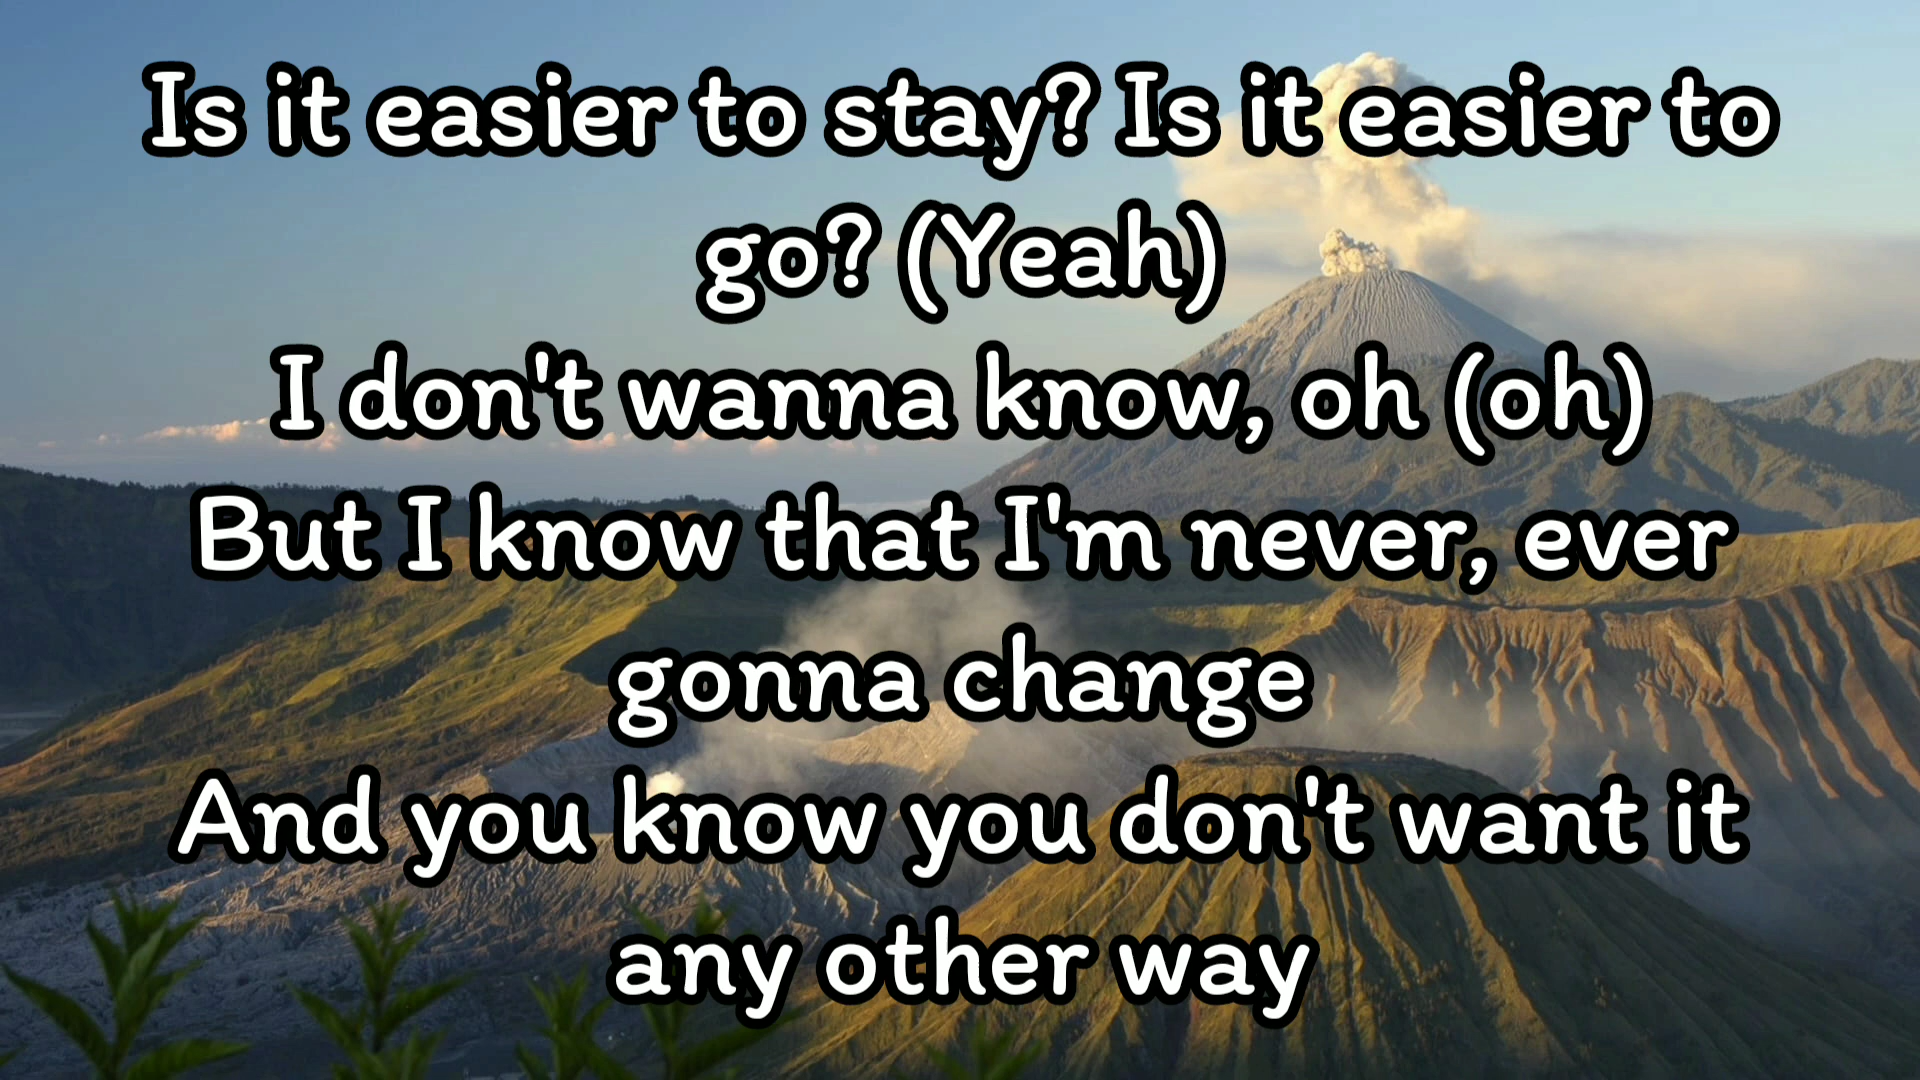 Is it easier to stay? Is it easier to
go? (Yeah)
I don't wanna know, oh (oh)
But I know that I'm never, ever
gonna change
And you know you don't want it
any other way